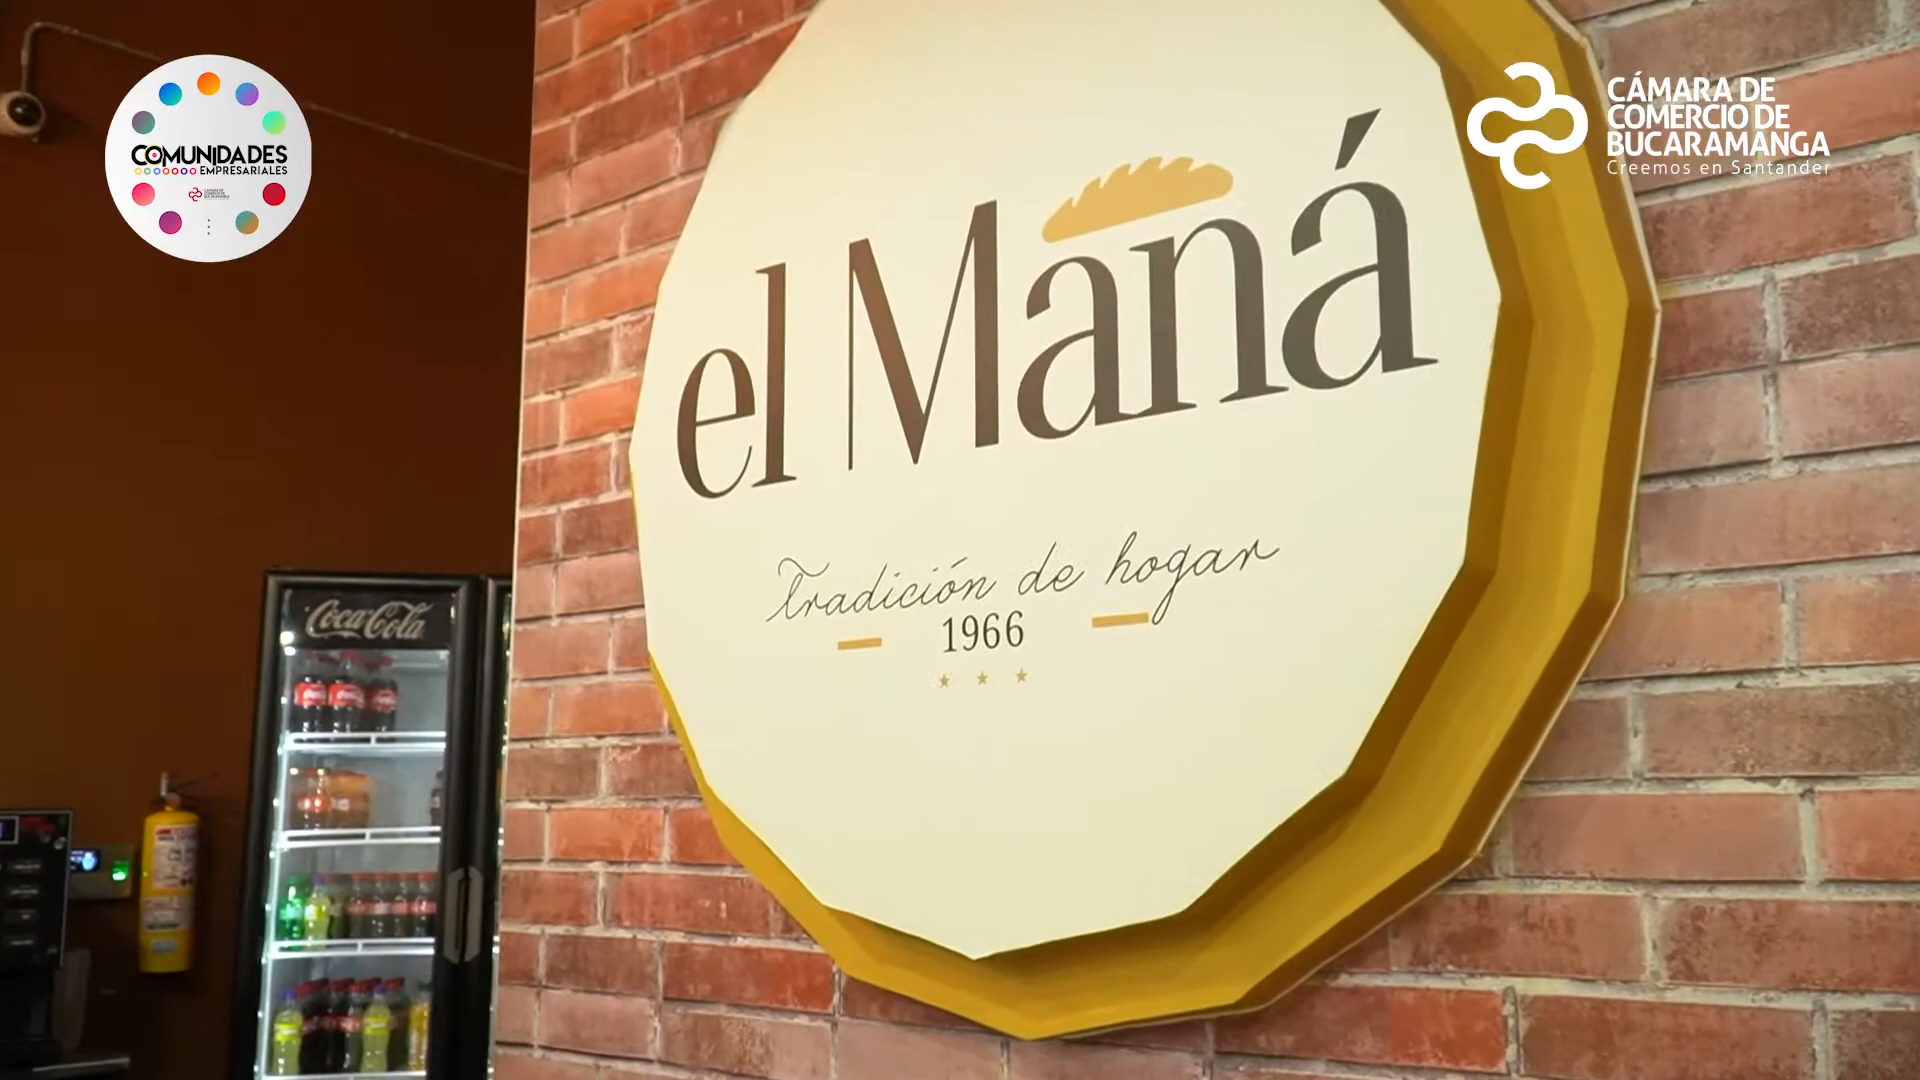 COMUNIDADES
EMPRESARIALES
CÁMARA DE
COMERCIO DE
BUCARAMANGA
Creemos en Santander
el Maná
Tradición de hogar
1966
Coca-Cola